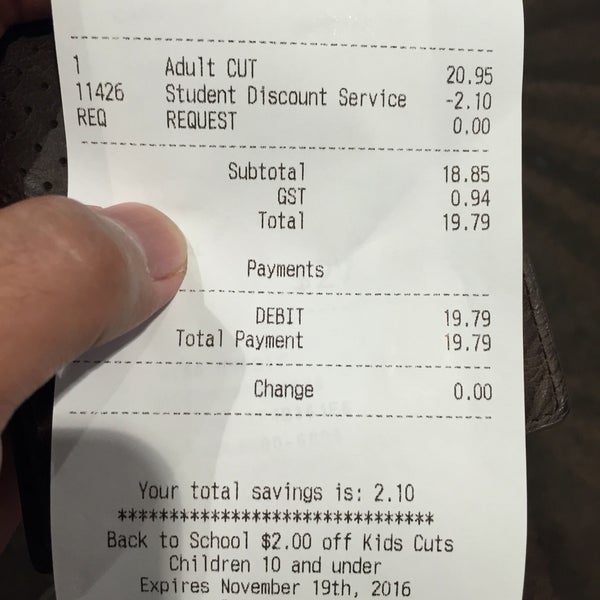 1 Adult CUT 20.95
11426 Student Discount Service -2.10
REQ REQUEST 0.00
Subtotal 18.85
GST 0.94
Total 19.79
Payments
DEBIT 19.79
Total Payment 19.79
Change 0.00
Your total savings is: 2.10
*******************************
Back to School $2.00 off Kids Cuts
Children 10 and under
Expires November 19th, 2016